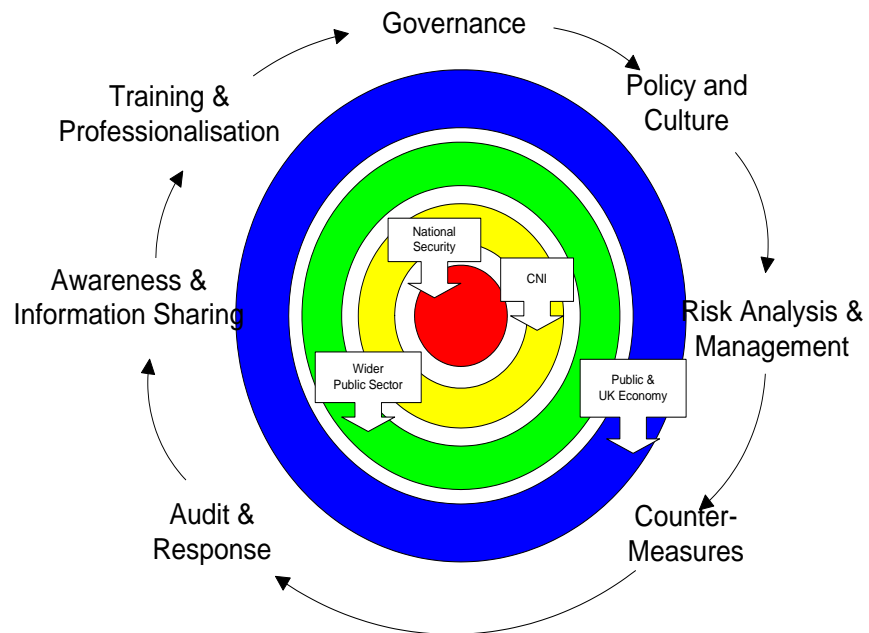 Governance
Policy and
Culture
Risk Analysis &
Management
Counter-
Measures
Audit &
Response
Awareness &
Information Sharing
Training &
Professionalisation
National
Security
CNI
Wider
Public Sector
Public &
UK Economy